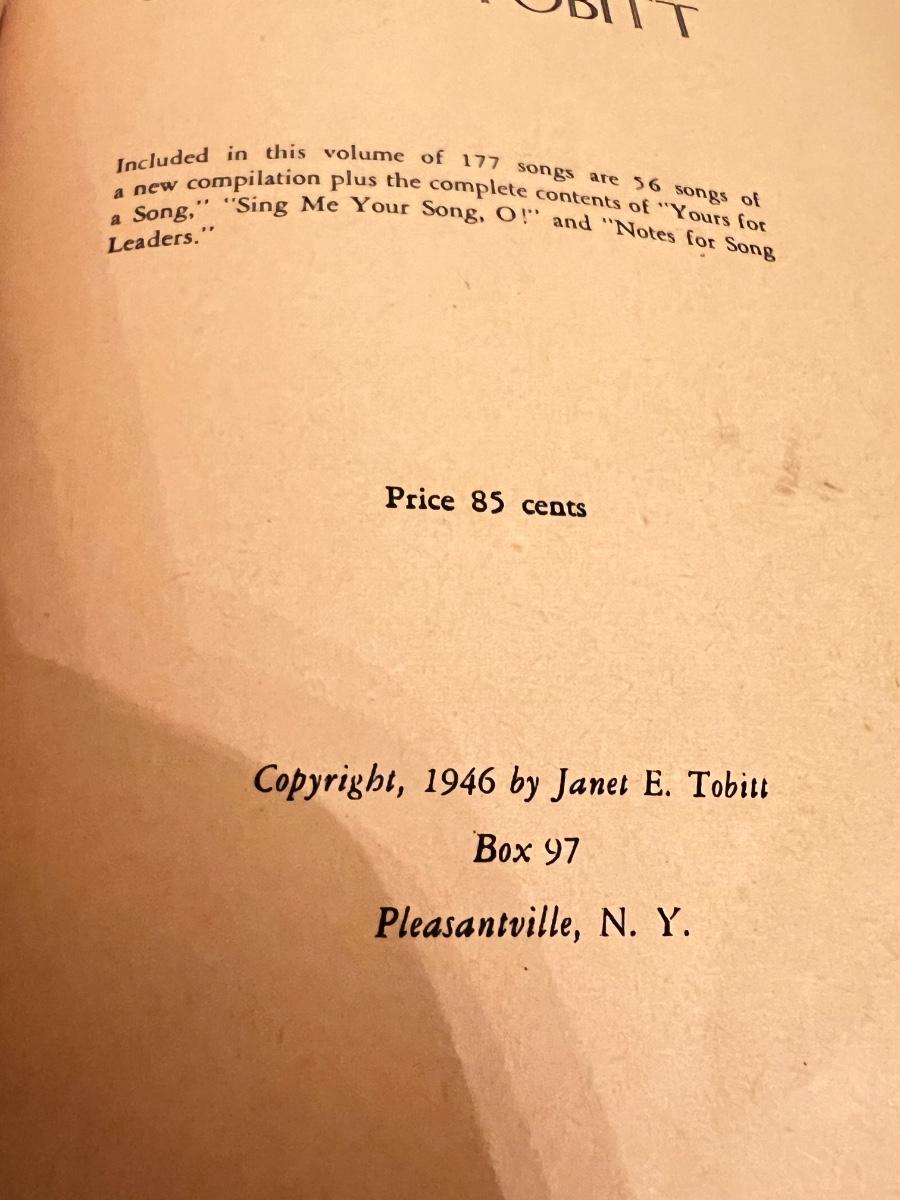 TOBITT
Included in this volume of 177 songs are 56 songs of
a new compilation plus the complete contents of "Yours for
a Song," "Sing Me Your Song, O!" and "Notes for Song
Leaders."
Price 85 cents
Copyright, 1946 by Janet E. Tobitt
Box 97
Pleasantville, N. Y.